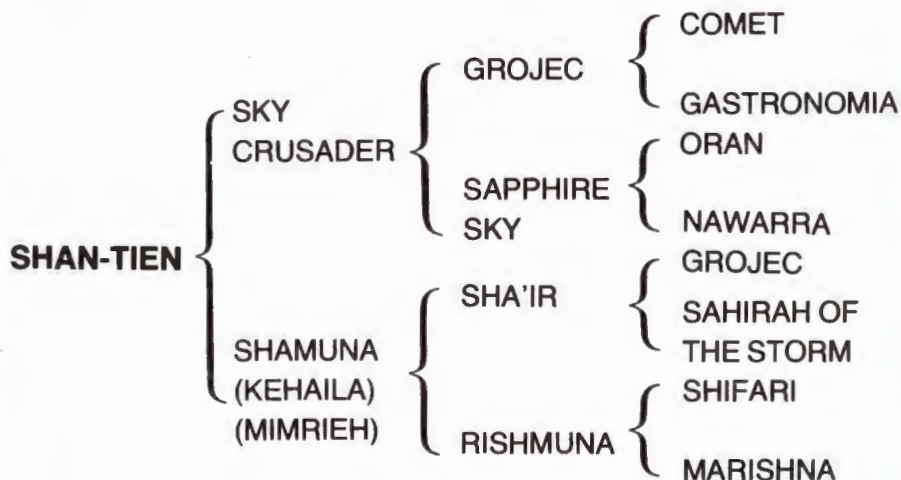 SHAN-TIEN
SKY
CRUSADER
SHAMUNA
(KEHAILA)
(MIMRIEH)
GROJEC
SAPPHIRE
SKY
SHA'IR
RISHMUNA
COMET
GASTRONOMIA
ORAN
NAWARRA
GROJEC
SAHIRAH OF
THE STORM
SHIFARI
MARISHNA